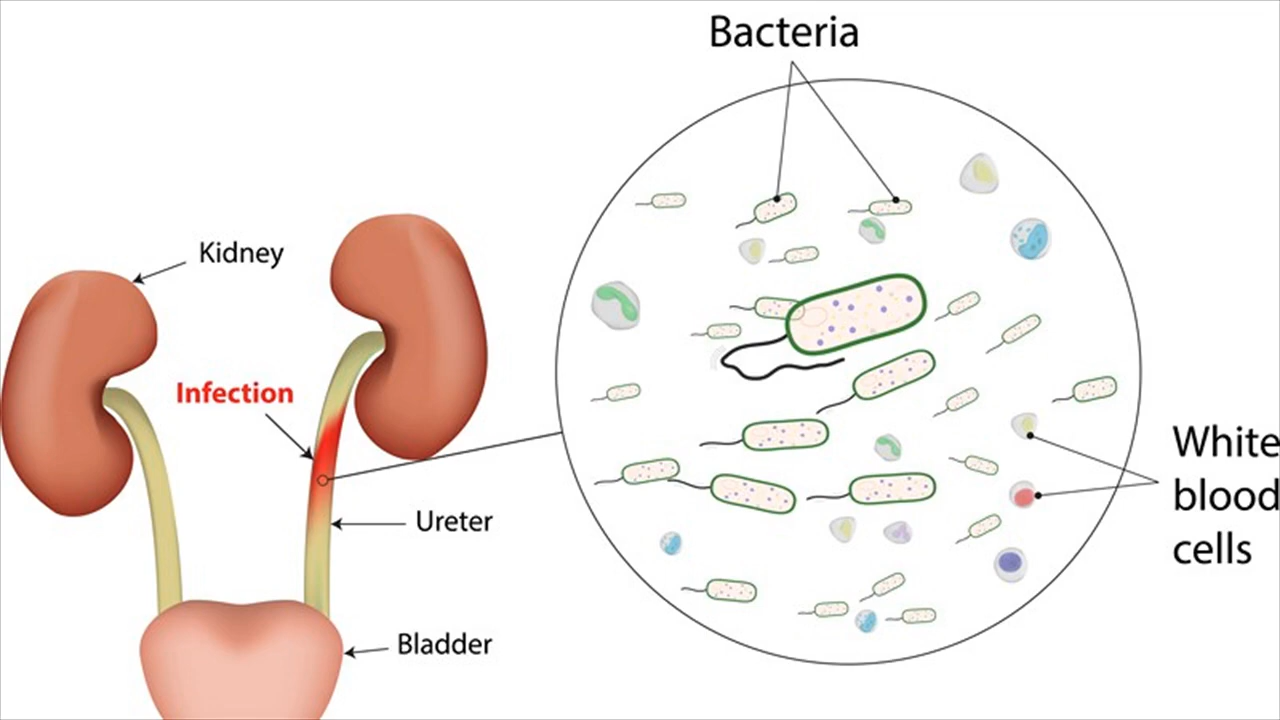 Bacteria
Kidney
Infection
Ureter
Bladder
White
blood
cells